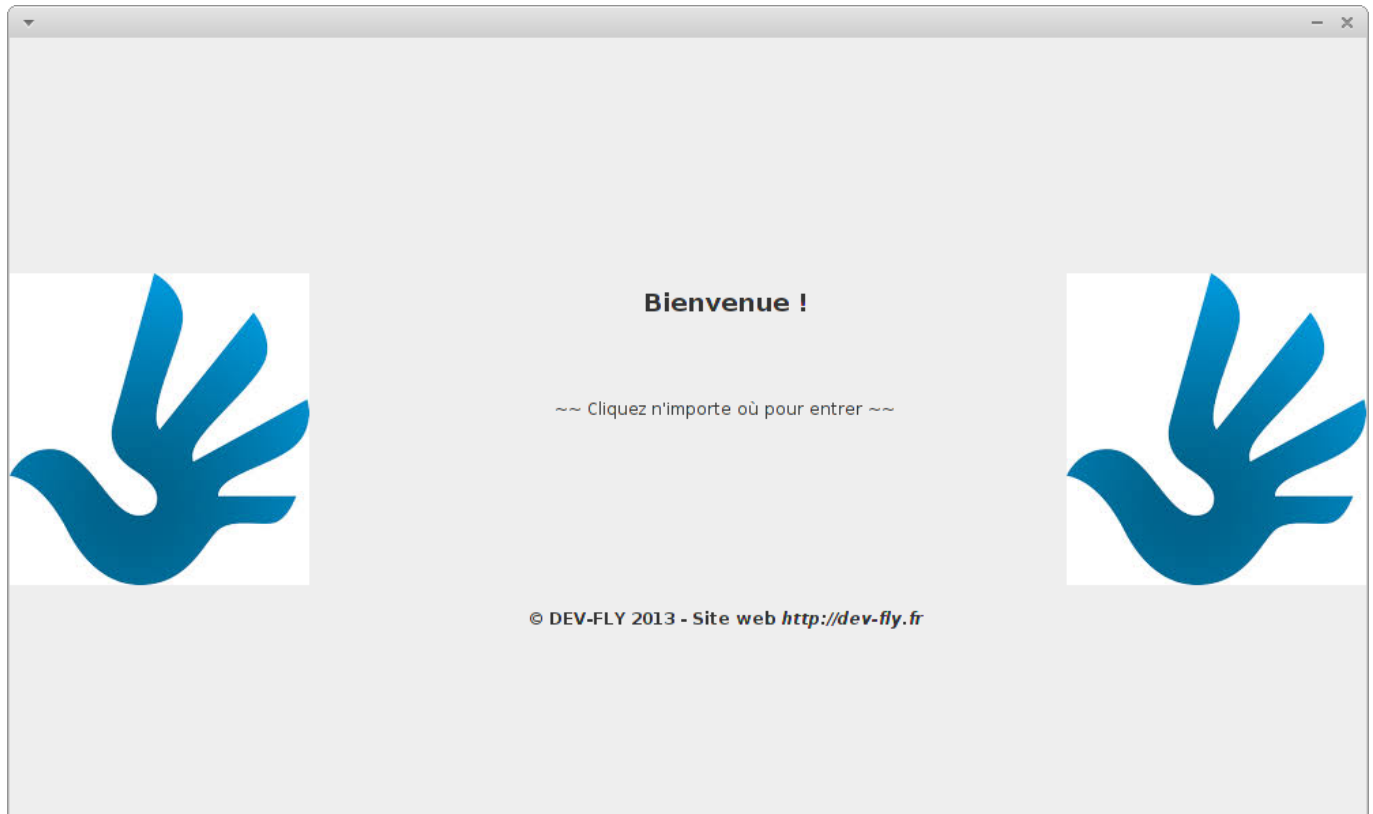 Bienvenue !
~~ Cliquez n'importe où pour entrer ~~
© DEV-FLY 2013 - Site web http://dev-fly.fr